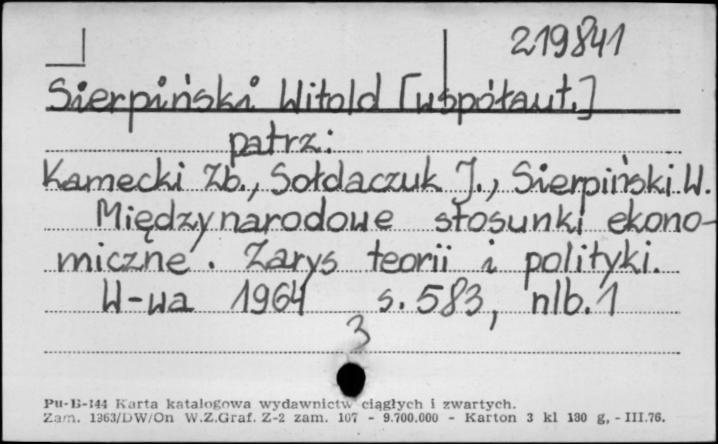 219841
Sierpiński Witold [współaut.]
patrz:
Kamecki Zb., Sołdaczuk J., Sierpiński W.
Międzynarodowe stosunki ekono-
miczne. Zarys teorii i polityki.
W-wa 1964 s. 583, nlb. 1
3
Pu-B-144 Karta katalogowa wydawnictw ciągłych i zwartych.
Zam. 1363/DW/On W.Z.Graf. Z-2 zam. 107 - 9.700.000 - Karton 3 kl 180 g, - III.76.